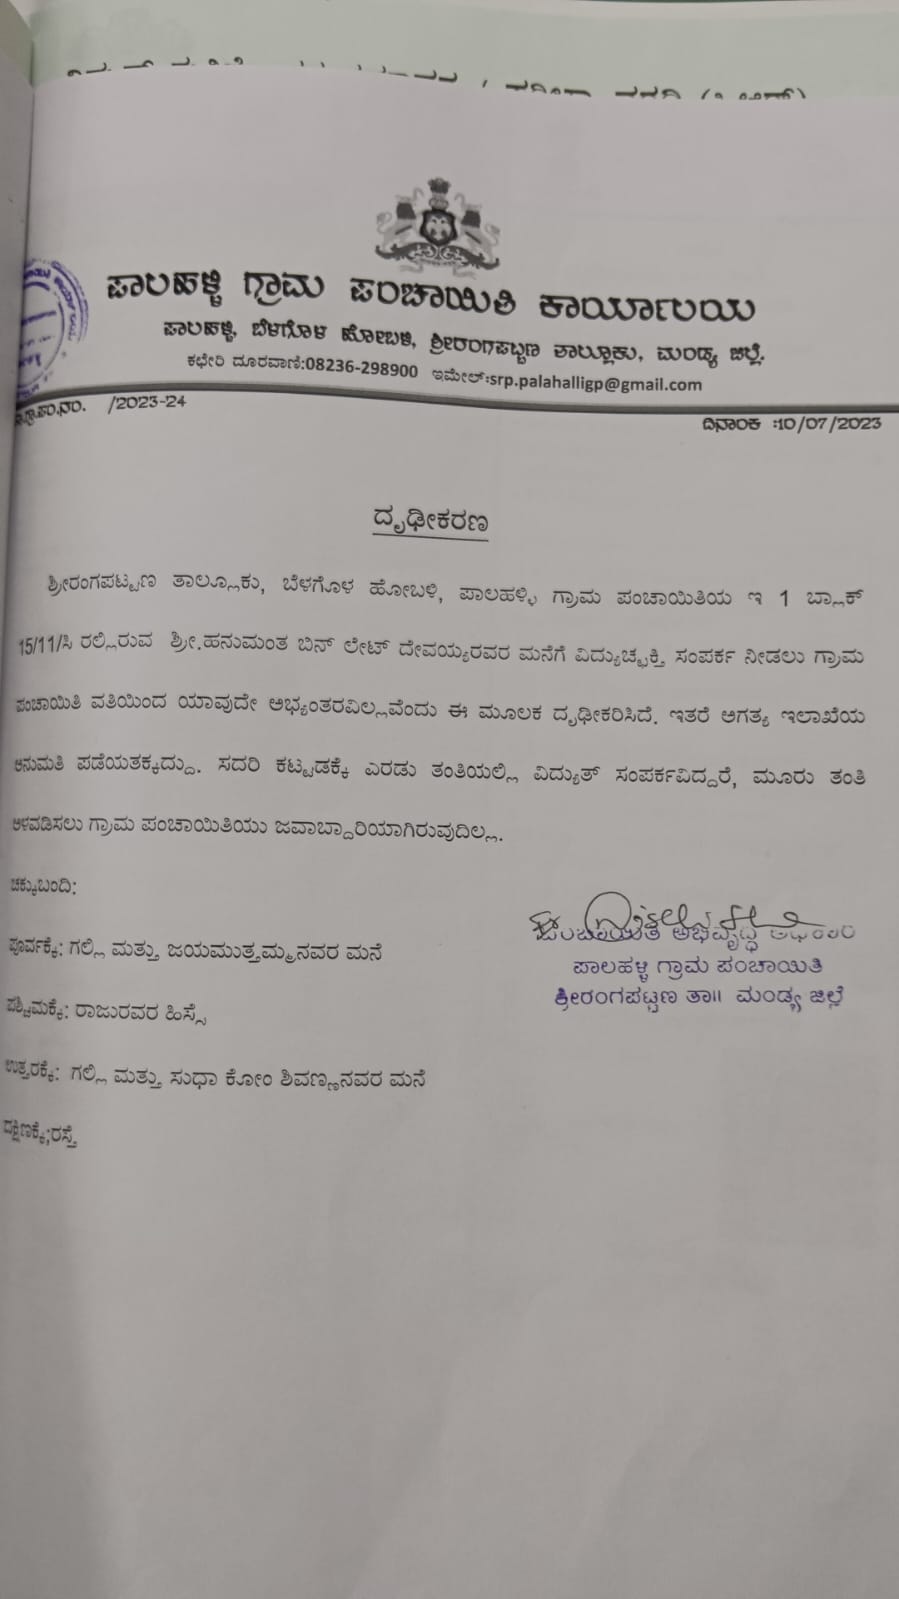 ಪಾಲಹಳ್ಳಿ ಗ್ರಾಮ ಪಂಚಾಯಿತಿ ಕಾರ್ಯಾಲಯ
ಪಾಲಹಳ್ಳಿ, ಬೆಳಗೊಳ ಹೋಬಳಿ, ಶ್ರೀರಂಗಪಟ್ಟಣ ತಾಲ್ಲೂಕು, ಮಂಡ್ಯ ಜಿಲ್ಲೆ.
ಕಛೇರಿ ದೂರವಾಣಿ:08236-298900 ಇಮೇಲ್:srp.palahalligp@gmail.com
/2023-24
ದಿನಾಂಕ :10/07/2023
ದೃಢೀಕರಣ
ಶ್ರೀರಂಗಪಟ್ಟಣ ತಾಲ್ಲೂಕು, ಬೆಳಗೊಳ ಹೋಬಳಿ, ಪಾಲಹಳ್ಳಿ ಗ್ರಾಮ ಪಂಚಾಯಿತಿಯ ಇ 1 ಬ್ಲಾಕ್
15/11/ಸಿ ರಲ್ಲಿರುವ ಶ್ರೀ.ಹನುಮಂತ ಬಿನ್ ಲೇಟ್ ದೇವಯ್ಯರವರ ಮನೆಗೆ ವಿದ್ಯುಚ್ಛಕ್ತಿ ಸಂಪರ್ಕ ನೀಡಲು ಗ್ರಾಮ
ಪಂಚಾಯಿತಿ ವತಿಯಿಂದ ಯಾವುದೇ ಅಭ್ಯಂತರವಿಲ್ಲವೆಂದು ಈ ಮೂಲಕ ದೃಢೀಕರಿಸಿದೆ. ಇತರೆ ಅಗತ್ಯ ಇಲಾಖೆಯ
ಅನುಮತಿ ಪಡೆಯತಕ್ಕದ್ದು. ಸದರಿ ಕಟ್ಟಡಕ್ಕೆ ಎರಡು ತಂತಿಯಲ್ಲಿ ವಿದ್ಯುತ್ ಸಂಪರ್ಕವಿದ್ದರೆ, ಮೂರು ತಂತಿ
ಅಳವಡಿಸಲು ಗ್ರಾಮ ಪಂಚಾಯಿತಿಯು ಜವಾಬ್ದಾರಿಯಾಗಿರುವುದಿಲ್ಲ.
ಚಕ್ಕುಬಂದಿ:
ಪೂರ್ವಕ್ಕೆ: ಗಲ್ಲಿ ಮತ್ತು ಜಯಮುತ್ತಮ್ಮನವರ ಮನೆ
ಪಶ್ಚಿಮಕ್ಕೆ: ರಾಜುರವರ ಹಿಸ್ಸೆ
ಉತ್ತರಕ್ಕೆ: ಗಲ್ಲಿ ಮತ್ತು ಸುಧಾ ಕೋಂ ಶಿವಣ್ಣನವರ ಮನೆ
ದಕ್ಷಿಣಕ್ಕೆ;ರಸ್ತೆ
ಪಂಚಾಯಿತಿ ಅಭಿವೃದ್ಧಿ ಅಧಿಕಾರಿ
ಪಾಲಹಳ್ಳಿ ಗ್ರಾಮ ಪಂಚಾಯಿತಿ
ಶ್ರೀರಂಗಪಟ್ಟಣ ತಾ॥ ಮಂಡ್ಯ ಜಿಲ್ಲೆ